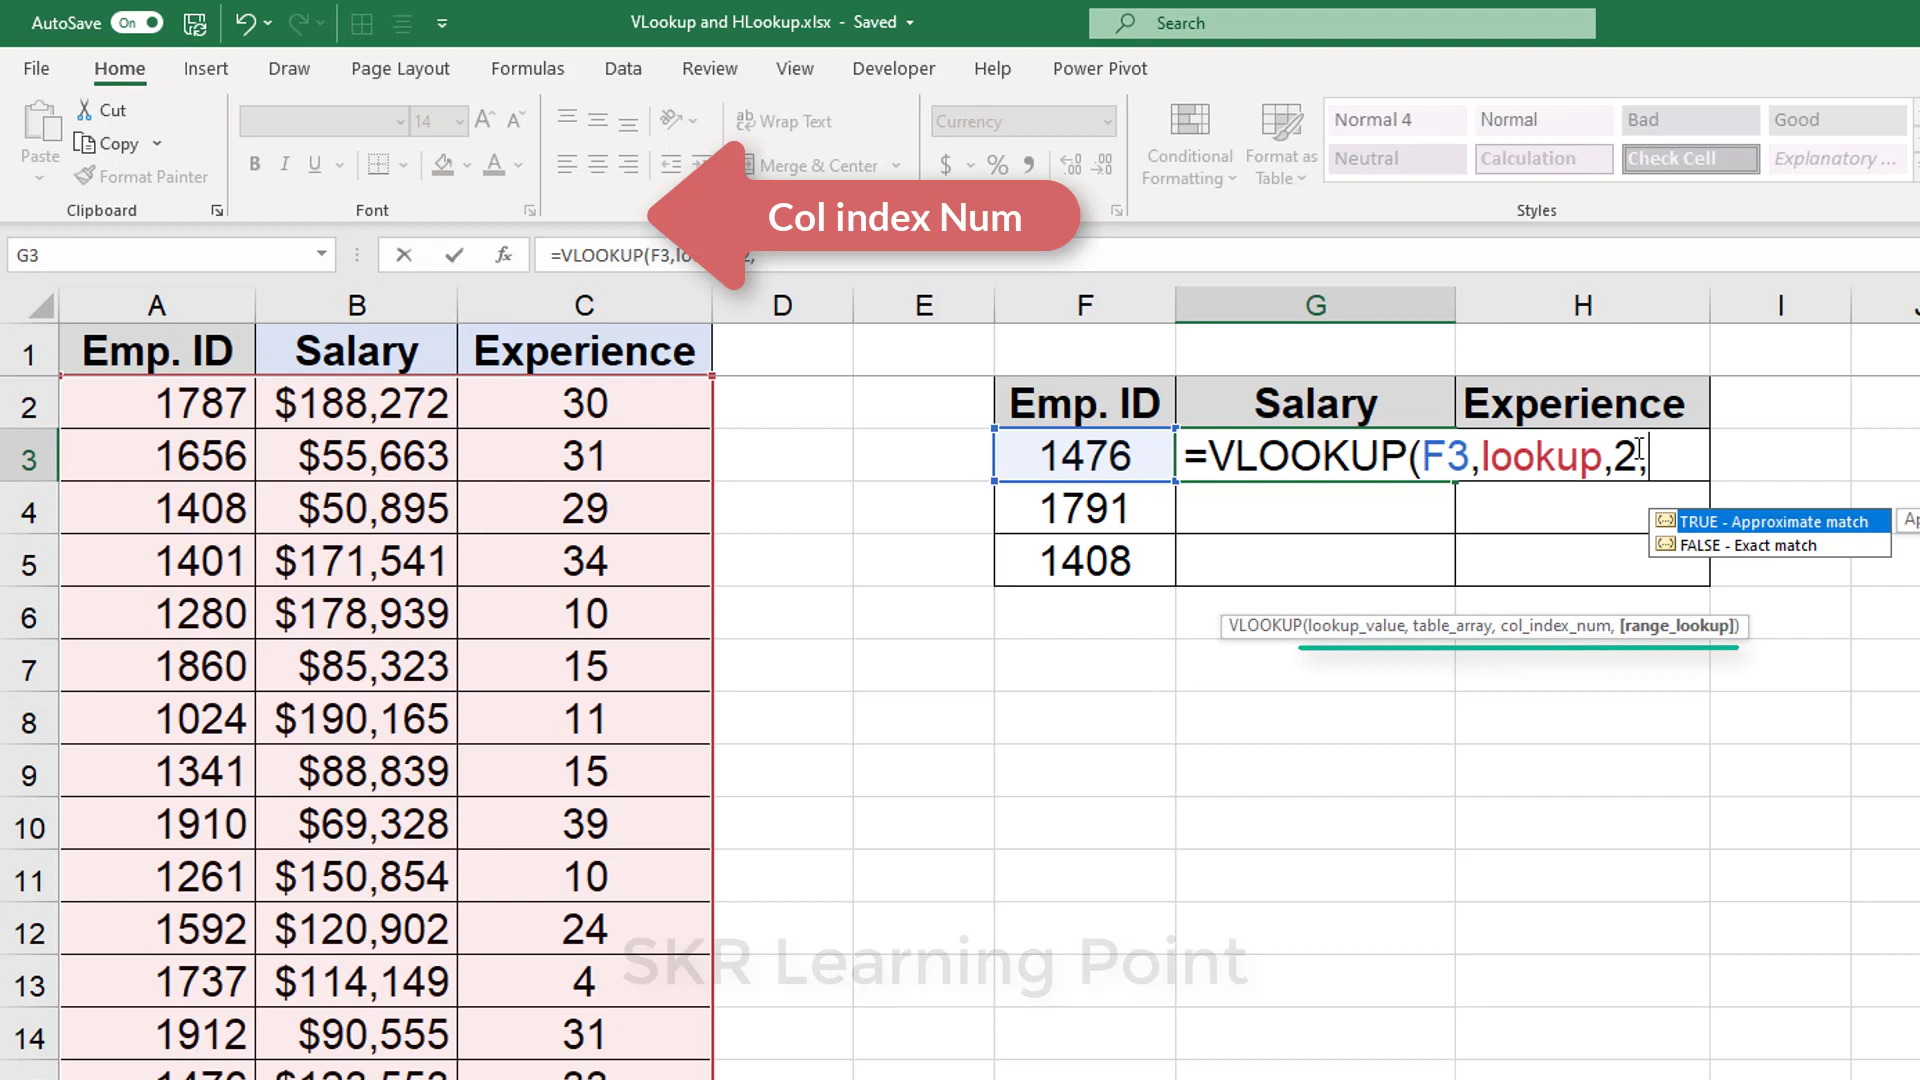 AutoSave On VLookup and HLookup.xlsx - Saved Search
File Home Insert Draw Page Layout Formulas Data Review View Developer Help Power Pivot
Cut
Copy
Paste
Format Painter
Clipboard
14
B I U
Font
Wrap Text
Merge & Center
Currency
$ % ,
Conditional Formatting
Format as Table
Normal 4 Normal Bad Good
Neutral Calculation Check Cell Explanatory ...
Styles
Col index Num
G3 fx =VLOOKUP(F3,lo
A B C D E F G H I
1 Emp. ID Salary Experience
2 1787 $188,272 30 Emp. ID Salary Experience
3 1656 $55,663 31 1476 =VLOOKUP(F3,lookup,2,
4 1408 $50,895 29 1791
TRUE - Approximate match
FALSE - Exact match
5 1401 $171,541 34 1408
6 1280 $178,939 10
VLOOKUP(lookup_value, table_array, col_index_num, [range_lookup])
7 1860 $85,323 15
8 1024 $190,165 11
9 1341 $88,839 15
10 1910 $69,328 39
11 1261 $150,854 10
12 1592 $120,902 24
SKR Learning Point
13 1737 $114,149 4
14 1912 $90,555 31